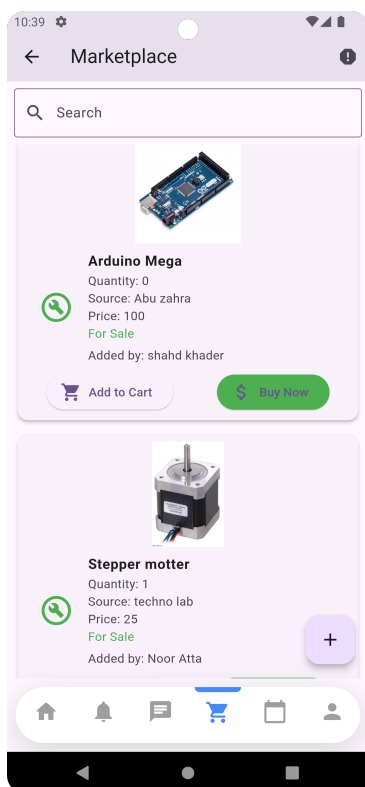 10:39
Marketplace
Search
Arduino Mega
Quantity: 0
Source: Abu zahra
Price: 100
For Sale
Added by: shahd khader
Add to Cart
$ Buy Now
Stepper motter
Quantity: 1
Source: techno lab
Price: 25
For Sale
Added by: Noor Atta